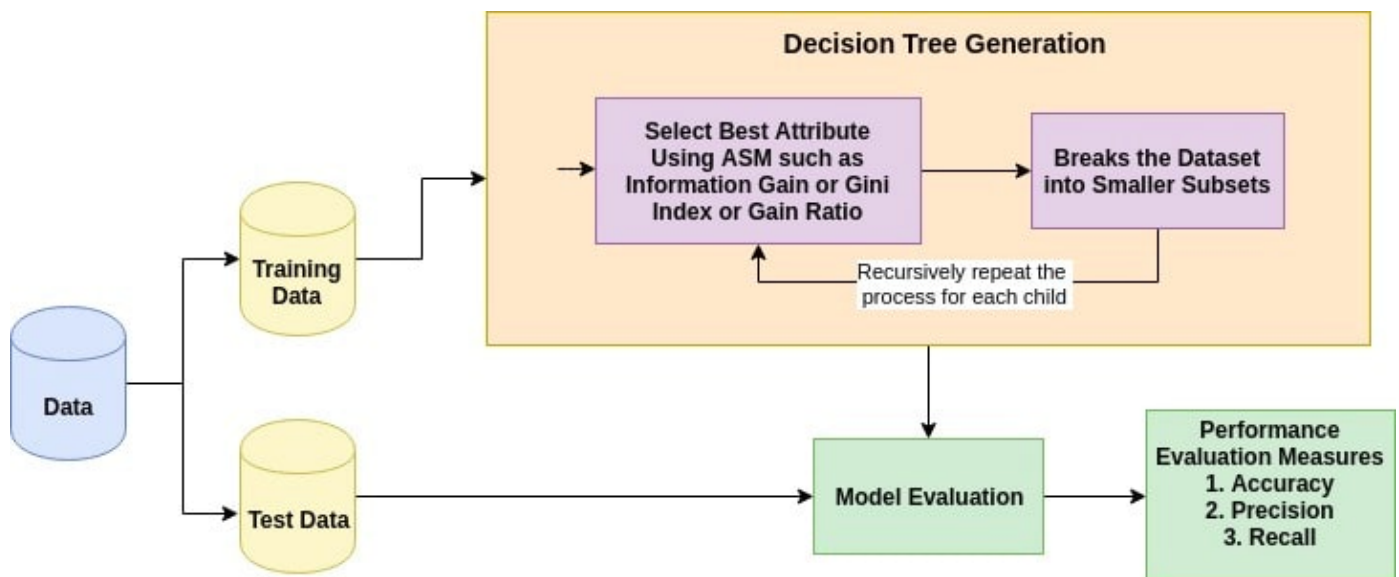 Decision Tree Generation
Select Best Attribute
Using ASM such as
Information Gain or Gini
Index or Gain Ratio
Breaks the Dataset
into Smaller Subsets
Recursively repeat the
process for each child
Training
Data
Data
Test Data
Model Evaluation
Performance
Evaluation Measures
1. Accuracy
2. Precision
3. Recall